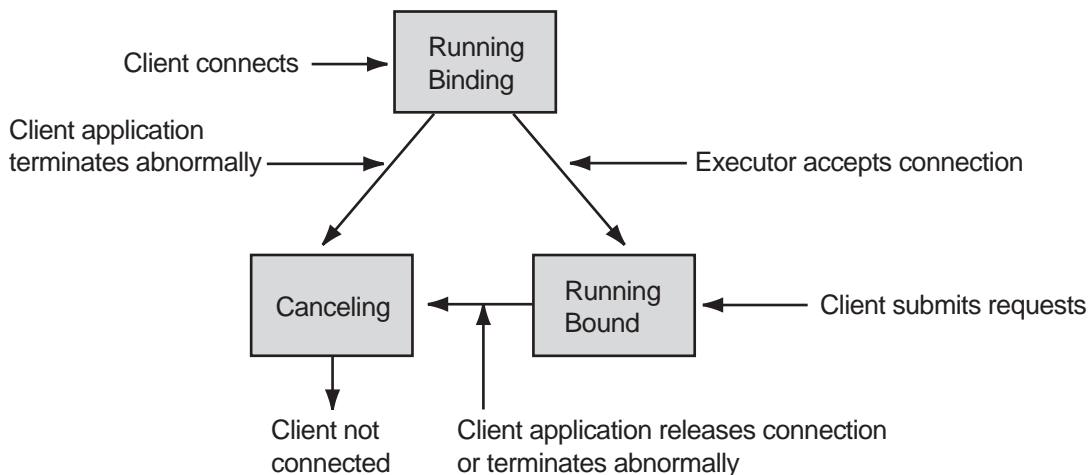 Running
Binding
Client connects
Client application
terminates abnormally
Executor accepts connection
Canceling
Running
Bound
Client submits requests
Client not
connected
Client application releases connection
or terminates abnormally